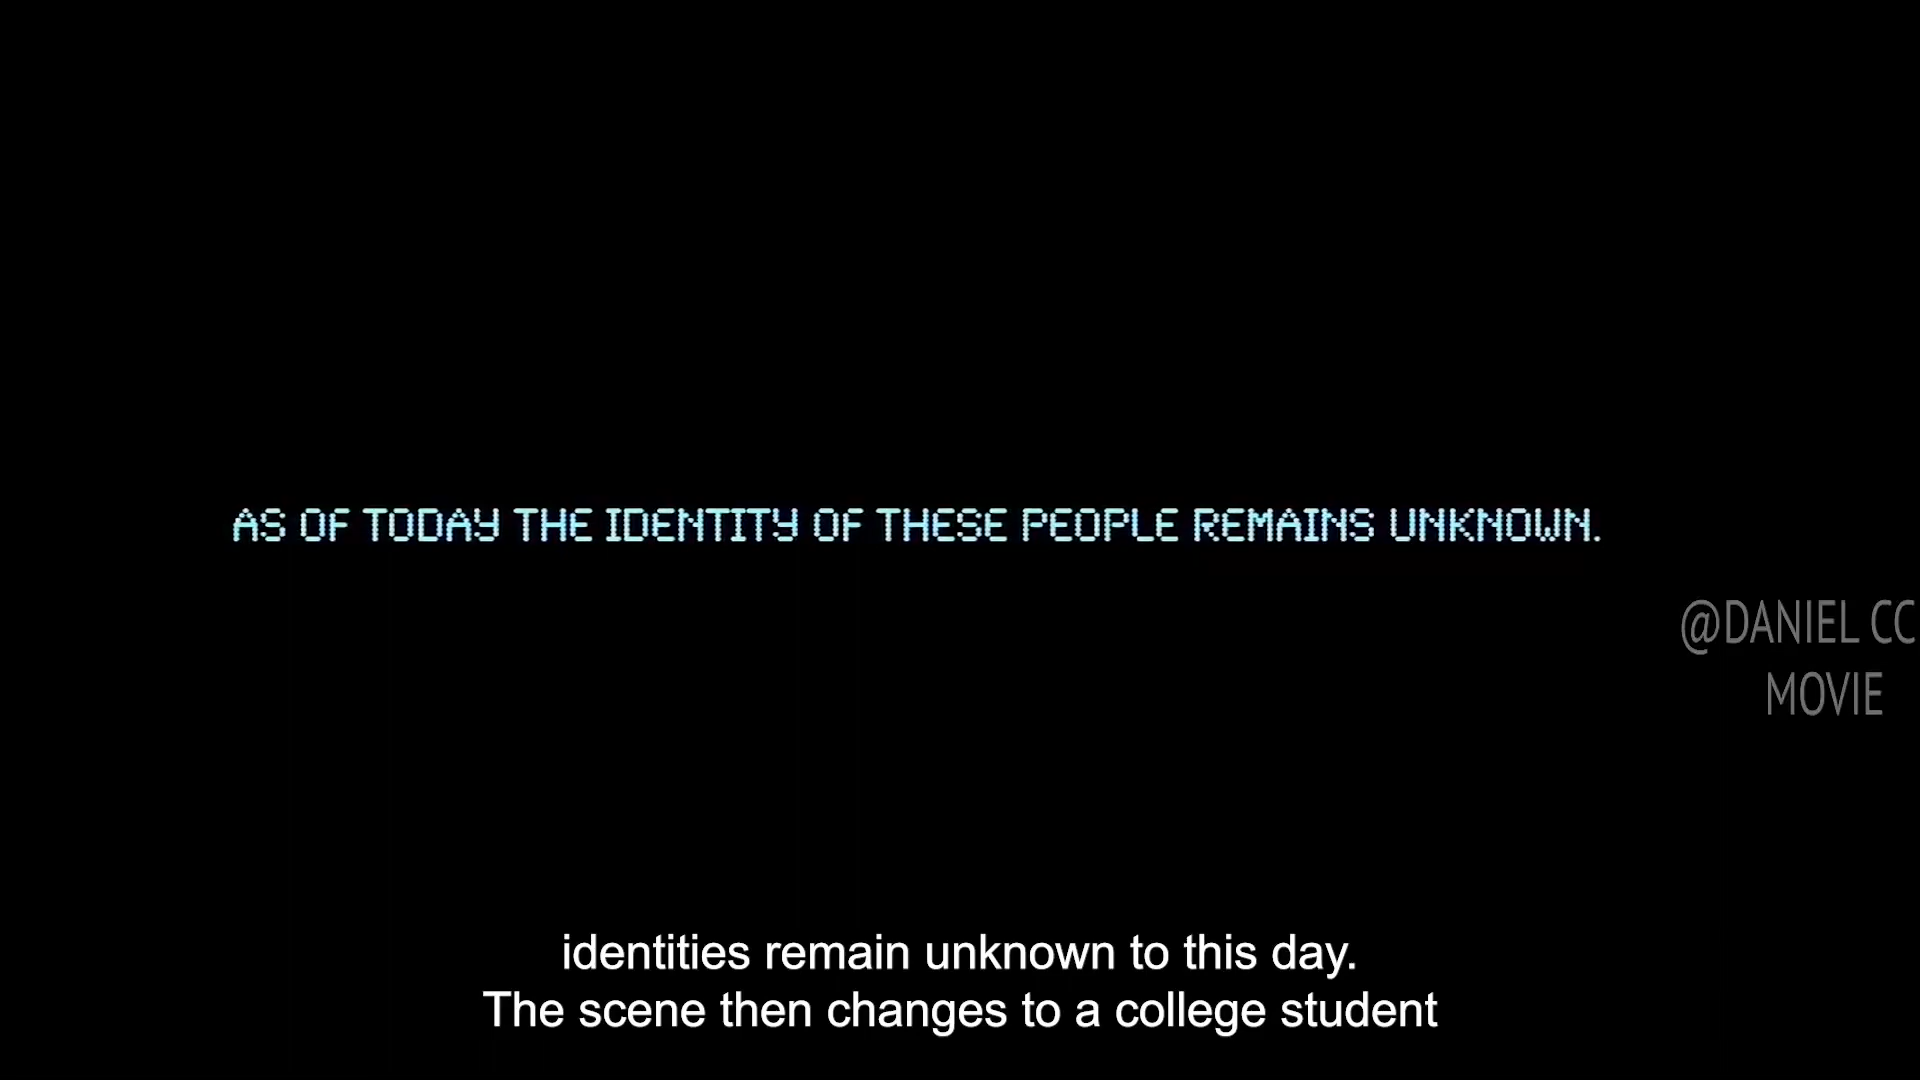 AS OF TODAY THE IDENTITY OF THESE PEOPLE REMAINS UNKNOWN.
@DANIEL CC
MOVIE
identities remain unknown to this day.
The scene then changes to a college student